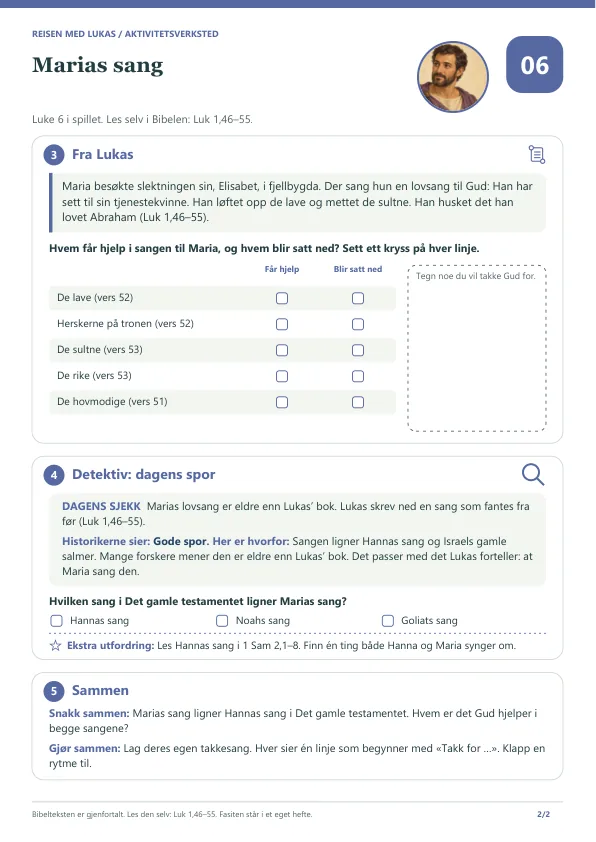 REISEN MED LUKAS / AKTIVITETSVERKSTED
Marias sang
06
Luke 6 i spillet. Les selv i Bibelen: Luk 1,46–55.
3 Fra Lukas
Maria besøkte slektningen sin, Elisabet, i fjellbygda. Der sang hun en lovsang til Gud: Han har
sett til sin tjenestekvinne. Han løftet opp de lave og mettet de sultne. Han husket det han
lovet Abraham (Luk 1,46–55).
Hvem får hjelp i sangen til Maria, og hvem blir satt ned? Sett ett kryss på hver linje.
Får hjelp Blir satt ned
Tegn noe du vil takke Gud for.
De lave (vers 52)
Herskerne på tronen (vers 52)
De sultne (vers 53)
De rike (vers 53)
De hovmodige (vers 51)
4 Detektiv: dagens spor
DAGENS SJEKK Marias lovsang er eldre enn Lukas’ bok. Lukas skrev ned en sang som fantes fra
før (Luk 1,46–55).
Historikerne sier: Gode spor. Her er hvorfor: Sangen ligner Hannas sang og Israels gamle
salmer. Mange forskere mener den er eldre enn Lukas’ bok. Det passer med det Lukas forteller: at
Maria sang den.
Hvilken sang i Det gamle testamentet ligner Marias sang?
Hannas sang Noahs sang Goliats sang
Ekstra utfordring: Les Hannas sang i 1 Sam 2,1–8. Finn én ting både Hanna og Maria synger om.
5 Sammen
Snakk sammen: Marias sang ligner Hannas sang i Det gamle testamentet. Hvem er det Gud hjelper i
begge sangene?
Gjør sammen: Lag deres egen takkesang. Hver sier én linje som begynner med «Takk for …». Klapp en
rytme til.
Bibelteksten er gjenfortalt. Les den selv: Luk 1,46–55. Fasiten står i et eget hefte.
2/2